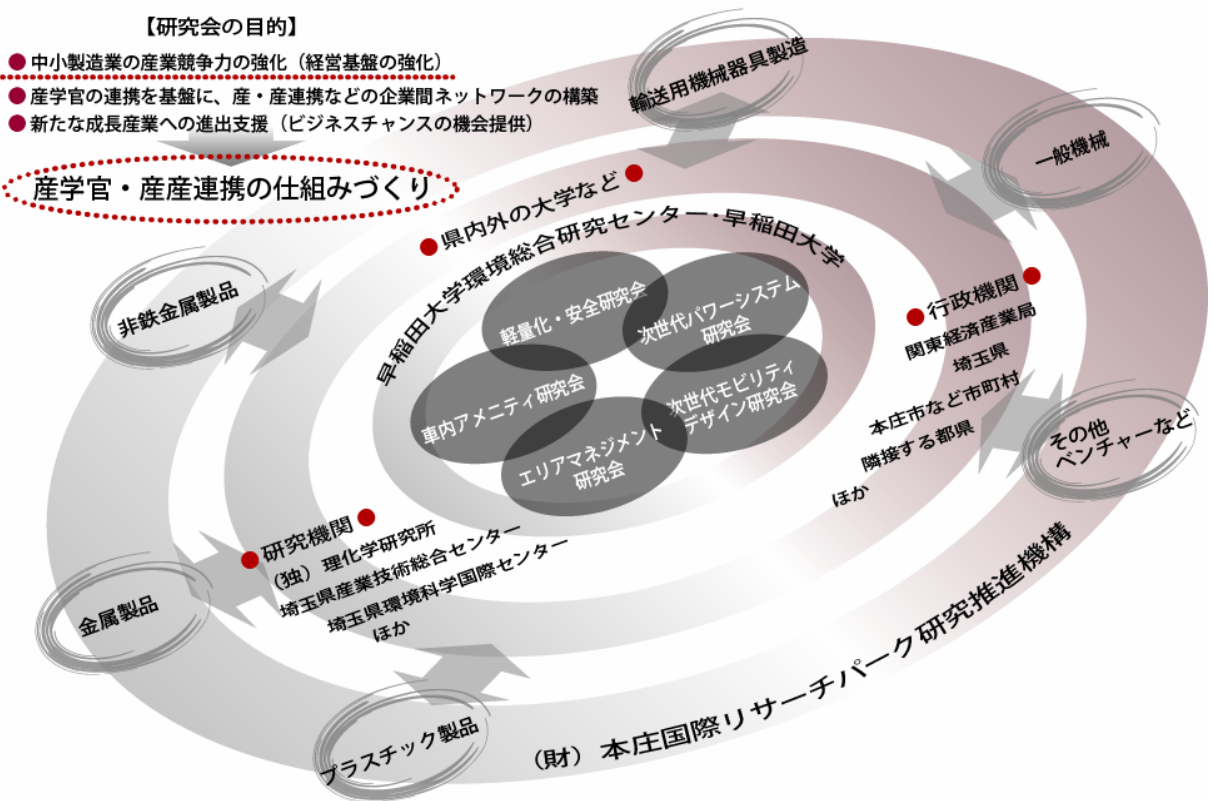 【研究会の目的】
● 中小製造業の産業競争力の強化（経営基盤の強化）
● 産学官の連携を基盤に、産・産連携などの企業間ネットワークの構築
● 新たな成長産業への進出支援（ビジネスチャンスの機会提供）
産学官・産産連携の仕組みづくり
輸送用機械器具製造
一般機械
その他
ベンチャーなど
非鉄金属製品
金属製品
プラスチック製品
● 県内外の大学など ●
早稲田大学環境総合研究センター・早稲田大学
軽量化・安全研究会
次世代パワーシステム
研究会
車内アメニティ研究会
次世代モビリティ
デザイン研究会
エリアマネジメント
研究会
● 行政機関 ●
関東経済産業局
埼玉県
本庄市など市町村
隣接する都県
ほか
● 研究機関 ●
（独）理化学研究所
埼玉県産業技術総合センター
埼玉県環境科学国際センター
ほか
（財）本庄国際リサーチパーク研究推進機構